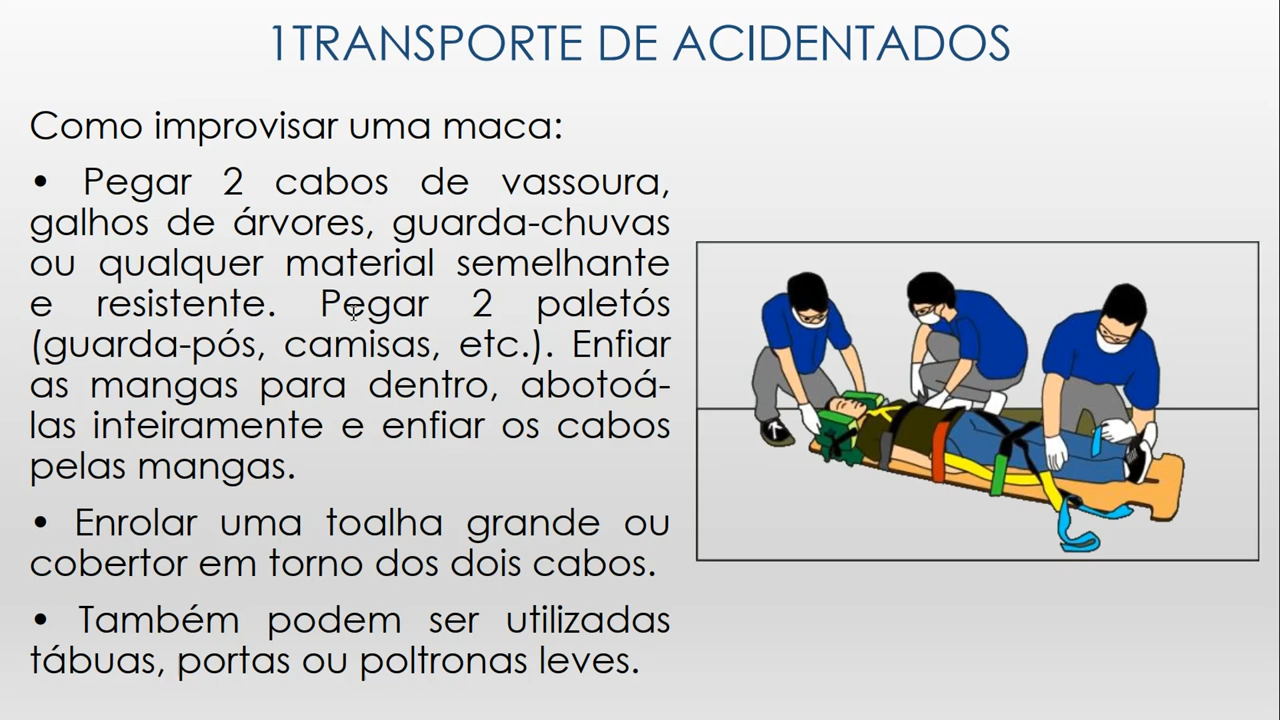 1TRANSPORTE DE ACIDENTADOS
Como improvisar uma maca:
• Pegar 2 cabos de vassoura,
galhos de árvores, guarda-chuvas
ou qualquer material semelhante
e resistente. Pegar 2 paletós
(guarda-pós, camisas, etc.). Enfiar
as mangas para dentro, abotoá-
las inteiramente e enfiar os cabos
pelas mangas.
• Enrolar uma toalha grande ou
cobertor em torno dos dois cabos.
• Também podem ser utilizadas
tábuas, portas ou poltronas leves.